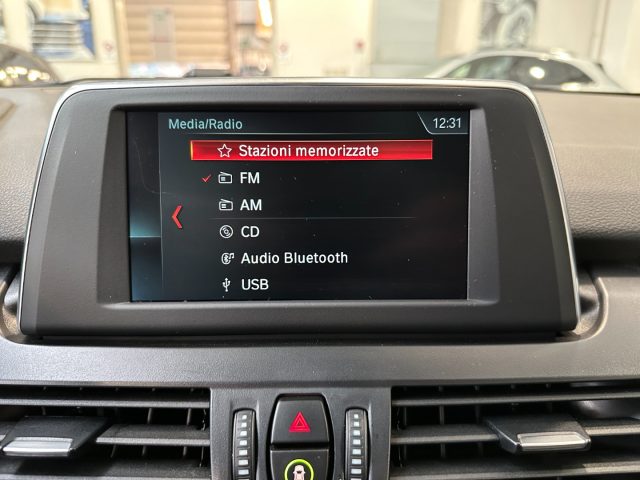 Media/Radio
12:31
Stazioni memorizzate
FM
AM
CD
Audio Bluetooth
USB